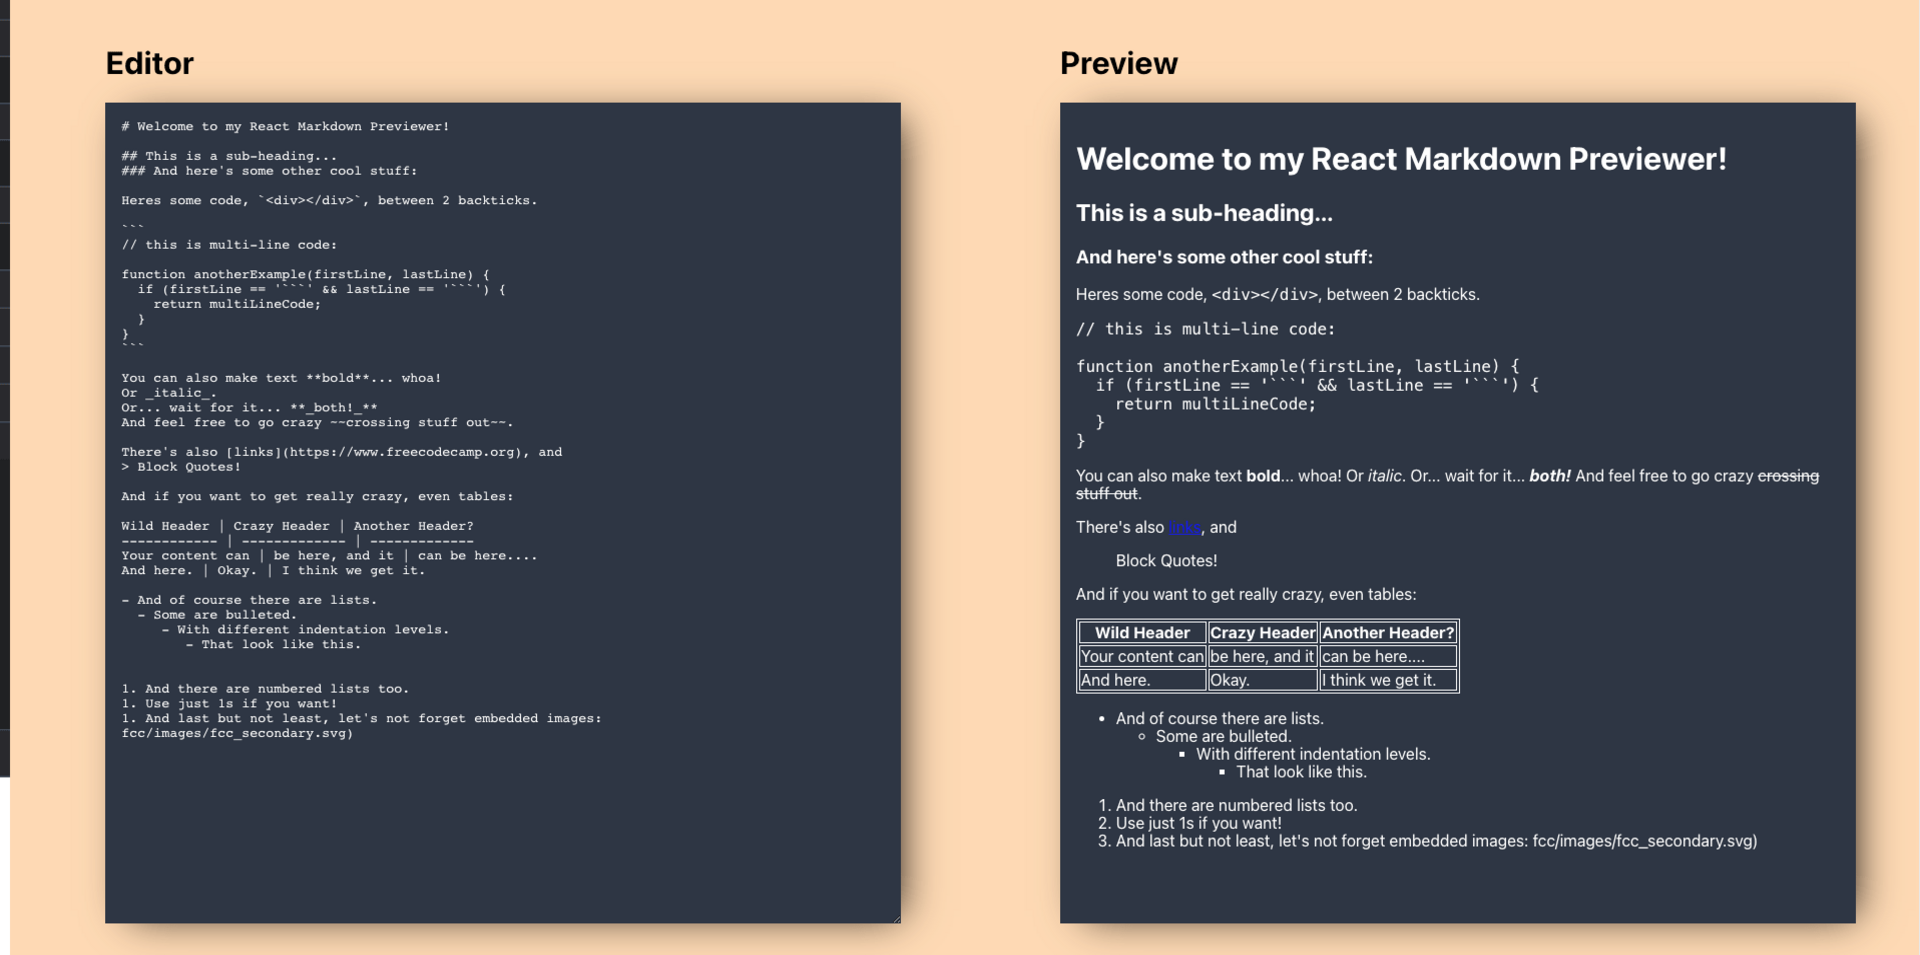 Editor
# Welcome to my React Markdown Previewer!
## This is a sub-heading...
### And here's some other cool stuff:
Heres some code, `<div></div>`, between 2 backticks.
```
// this is multi-line code:
function anotherExample(firstLine, lastLine) {
  if (firstLine == '```' && lastLine == '```') {
    return multiLineCode;
  }
}
```
You can also make text **bold**... whoa!
Or _italic_.
Or... wait for it... **_both!_**
And feel free to go crazy ~~crossing stuff out~~.
There's also [links](https://www.freecodecamp.org), and
> Block Quotes!
And if you want to get really crazy, even tables:
Wild Header | Crazy Header | Another Header?
------------ | ------------- | -------------
Your content can | be here, and it | can be here....
And here. | Okay. | I think we get it.
- And of course there are lists.
  - Some are bulleted.
     - With different indentation levels.
        - That look like this.
1. And there are numbered lists too.
1. Use just 1s if you want!
1. And last but not least, let's not forget embedded images:
fcc/images/fcc_secondary.svg)
Preview
Welcome to my React Markdown Previewer!
This is a sub-heading...
And here's some other cool stuff:
Heres some code, <div></div>, between 2 backticks.
// this is multi-line code:
function anotherExample(firstLine, lastLine) {
  if (firstLine == '```' && lastLine == '```') {
    return multiLineCode;
  }
}
You can also make text bold... whoa! Or italic. Or... wait for it... both! And feel free to go crazy crossing
stuff out.
There's also links, and
Block Quotes!
And if you want to get really crazy, even tables:
Wild Header Crazy Header Another Header?
Your content can be here, and it can be here....
And here. Okay. I think we get it.
• And of course there are lists.
◦ Some are bulleted.
▪ With different indentation levels.
▪ That look like this.
1. And there are numbered lists too.
2. Use just 1s if you want!
3. And last but not least, let's not forget embedded images: fcc/images/fcc_secondary.svg)